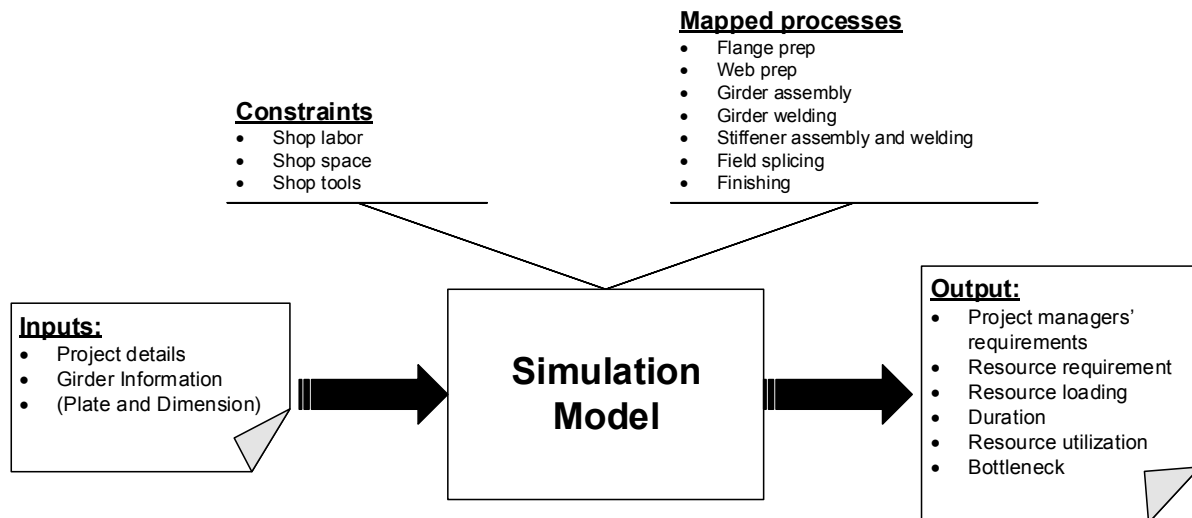 Mapped processes
• Flange prep
• Web prep
• Girder assembly
• Girder welding
• Stiffener assembly and welding
• Field splicing
• Finishing
Constraints
• Shop labor
• Shop space
• Shop tools
Inputs:
• Project details
• Girder Information
• (Plate and Dimension)
Simulation
Model
Output:
• Project managers’
requirements
• Resource requirement
• Resource loading
• Duration
• Resource utilization
• Bottleneck